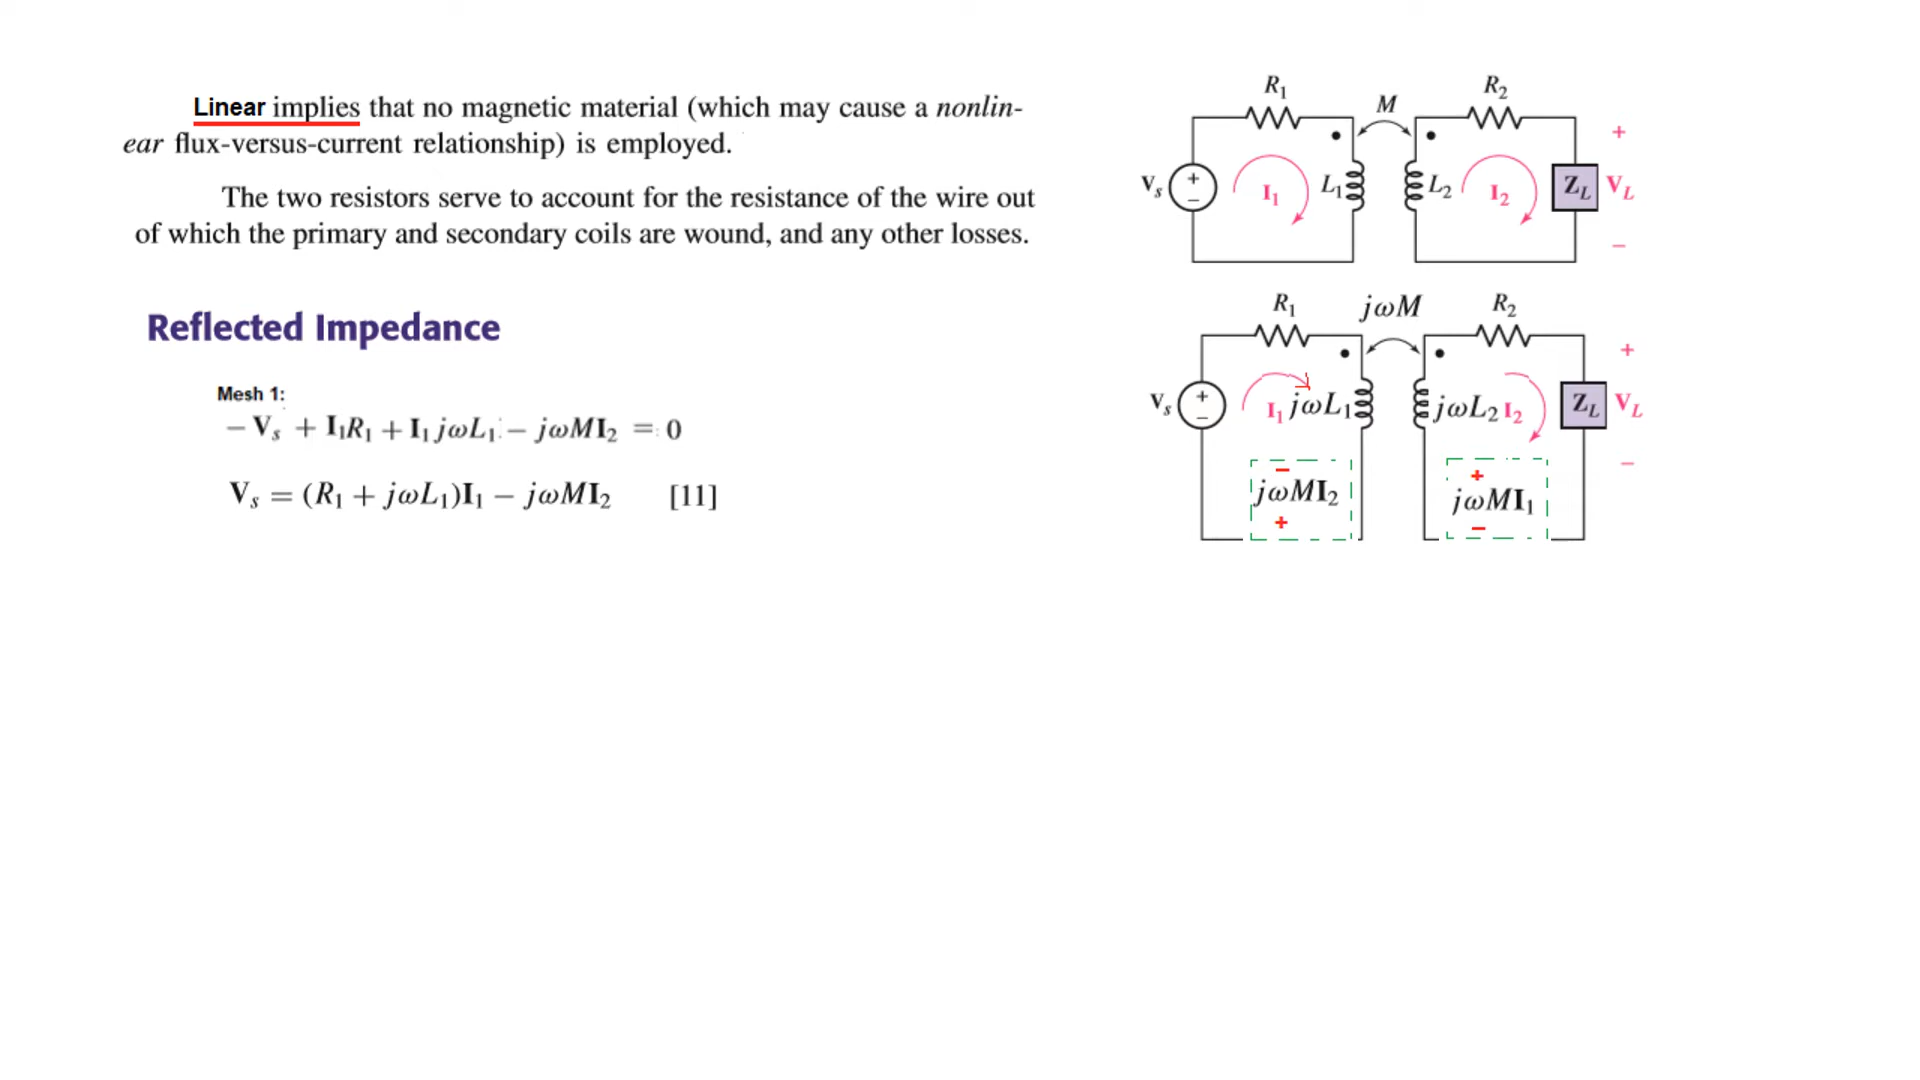 Linear implies that no magnetic material (which may cause a nonlin-
ear flux-versus-current relationship) is employed.
The two resistors serve to account for the resistance of the wire out
of which the primary and secondary coils are wound, and any other losses.
Reflected Impedance
Mesh 1:
− Vs + I1R1 + I1 jωL1 − jωMI2 = 0
Vs = (R1 + jωL1)I1 − jωMI2 [11]
R1 M R2
+
Vs + − I1 L1 L2 I2 ZL VL
−
R1 jωM R2
+
Vs + − I1 jωL1 jωL2 I2 ZL VL
−
− jωMI2 +
+ jωMI1 −